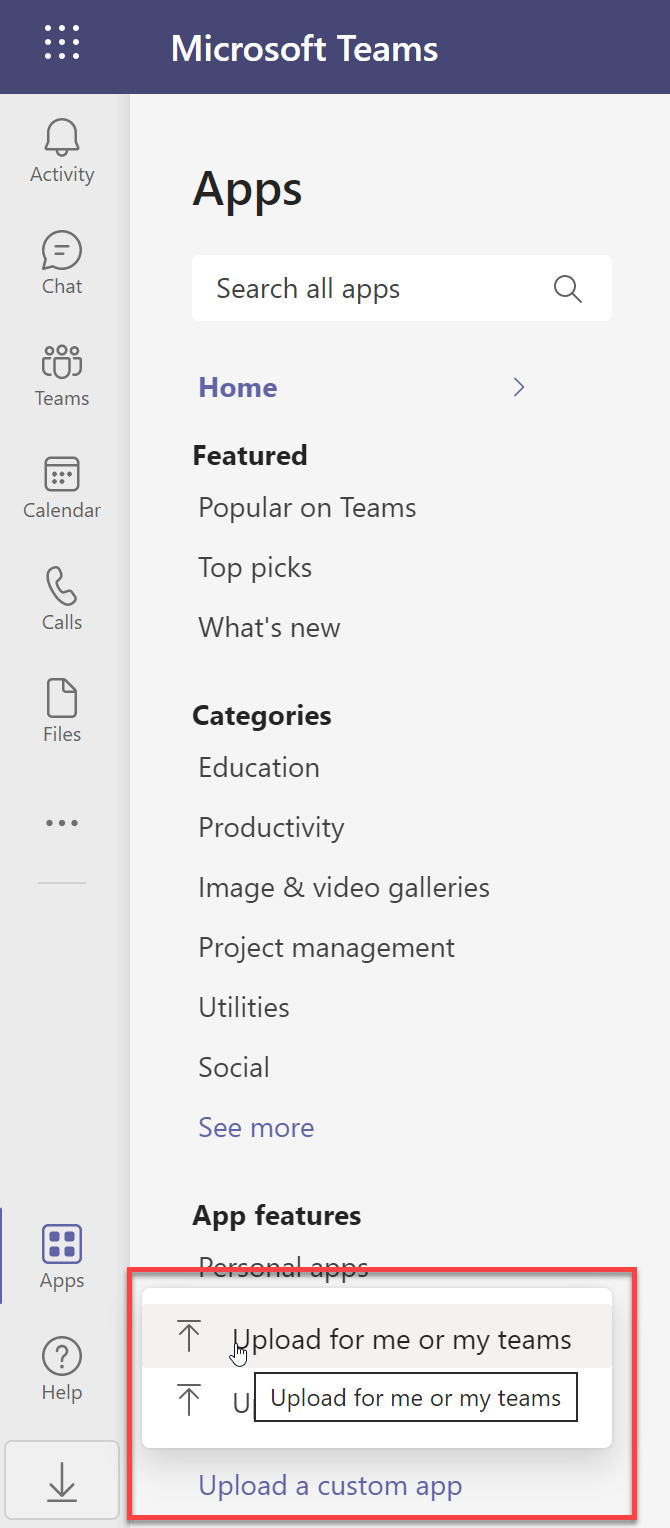 Microsoft Teams
Activity
Chat
Teams
Calendar
Calls
Files
Apps
Help
Apps
Search all apps
Home
Featured
Popular on Teams
Top picks
What's new
Categories
Education
Productivity
Image & video galleries
Project management
Utilities
Social
See more
App features
Personal apps
Upload for me or my teams
Upload for me or my teams
Upload a custom app